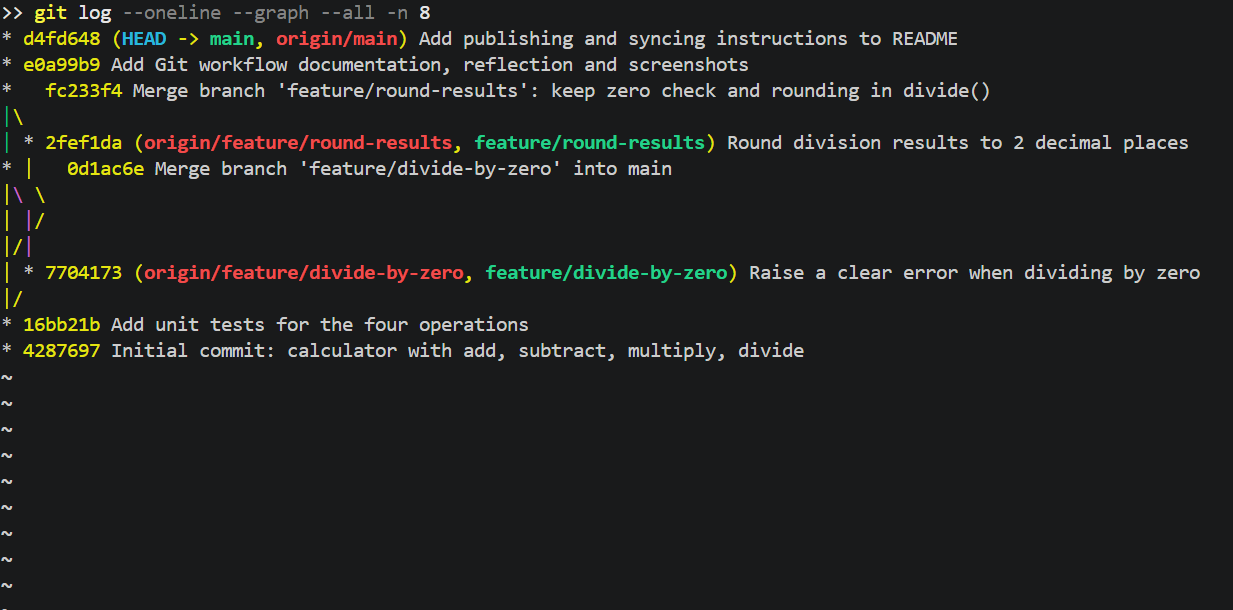 >> git log --oneline --graph --all -n 8
* d4fd648 (HEAD -> main, origin/main) Add publishing and syncing instructions to README
* e0a99b9 Add Git workflow documentation, reflection and screenshots
*   fc233f4 Merge branch 'feature/round-results': keep zero check and rounding in divide()
|\
| * 2fef1da (origin/feature/round-results, feature/round-results) Round division results to 2 decimal places
* |   0d1ac6e Merge branch 'feature/divide-by-zero' into main
|\ \
| |/
|/|
| * 7704173 (origin/feature/divide-by-zero, feature/divide-by-zero) Raise a clear error when dividing by zero
|/
* 16bb21b Add unit tests for the four operations
* 4287697 Initial commit: calculator with add, subtract, multiply, divide
~
~
~
~
~
~
~
~
~